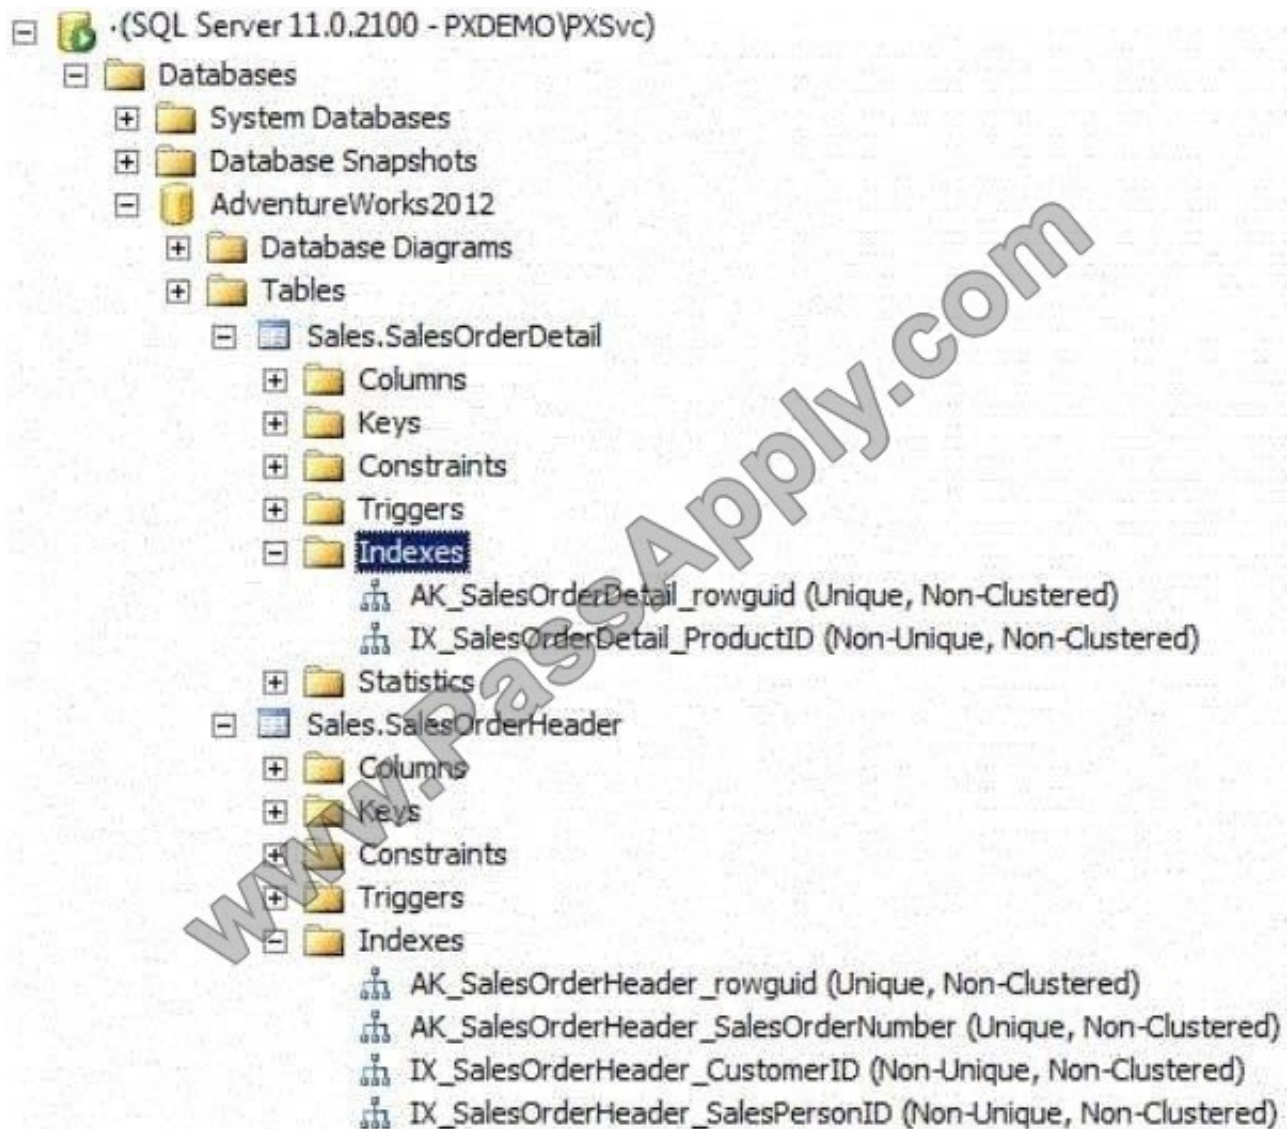 ·(SQL Server 11.0.2100 - PXDEMO\PXSvc)
Databases
System Databases
Database Snapshots
AdventureWorks2012
Database Diagrams
Tables
Sales.SalesOrderDetail
Columns
Keys
Constraints
Triggers
Indexes
AK_SalesOrderDetail_rowguid (Unique, Non-Clustered)
IX_SalesOrderDetail_ProductID (Non-Unique, Non-Clustered)
Statistics
Sales.SalesOrderHeader
Columns
Keys
Constraints
Triggers
Indexes
AK_SalesOrderHeader_rowguid (Unique, Non-Clustered)
AK_SalesOrderHeader_SalesOrderNumber (Unique, Non-Clustered)
IX_SalesOrderHeader_CustomerID (Non-Unique, Non-Clustered)
IX_SalesOrderHeader_SalesPersonID (Non-Unique, Non-Clustered)
www.PassApply.com